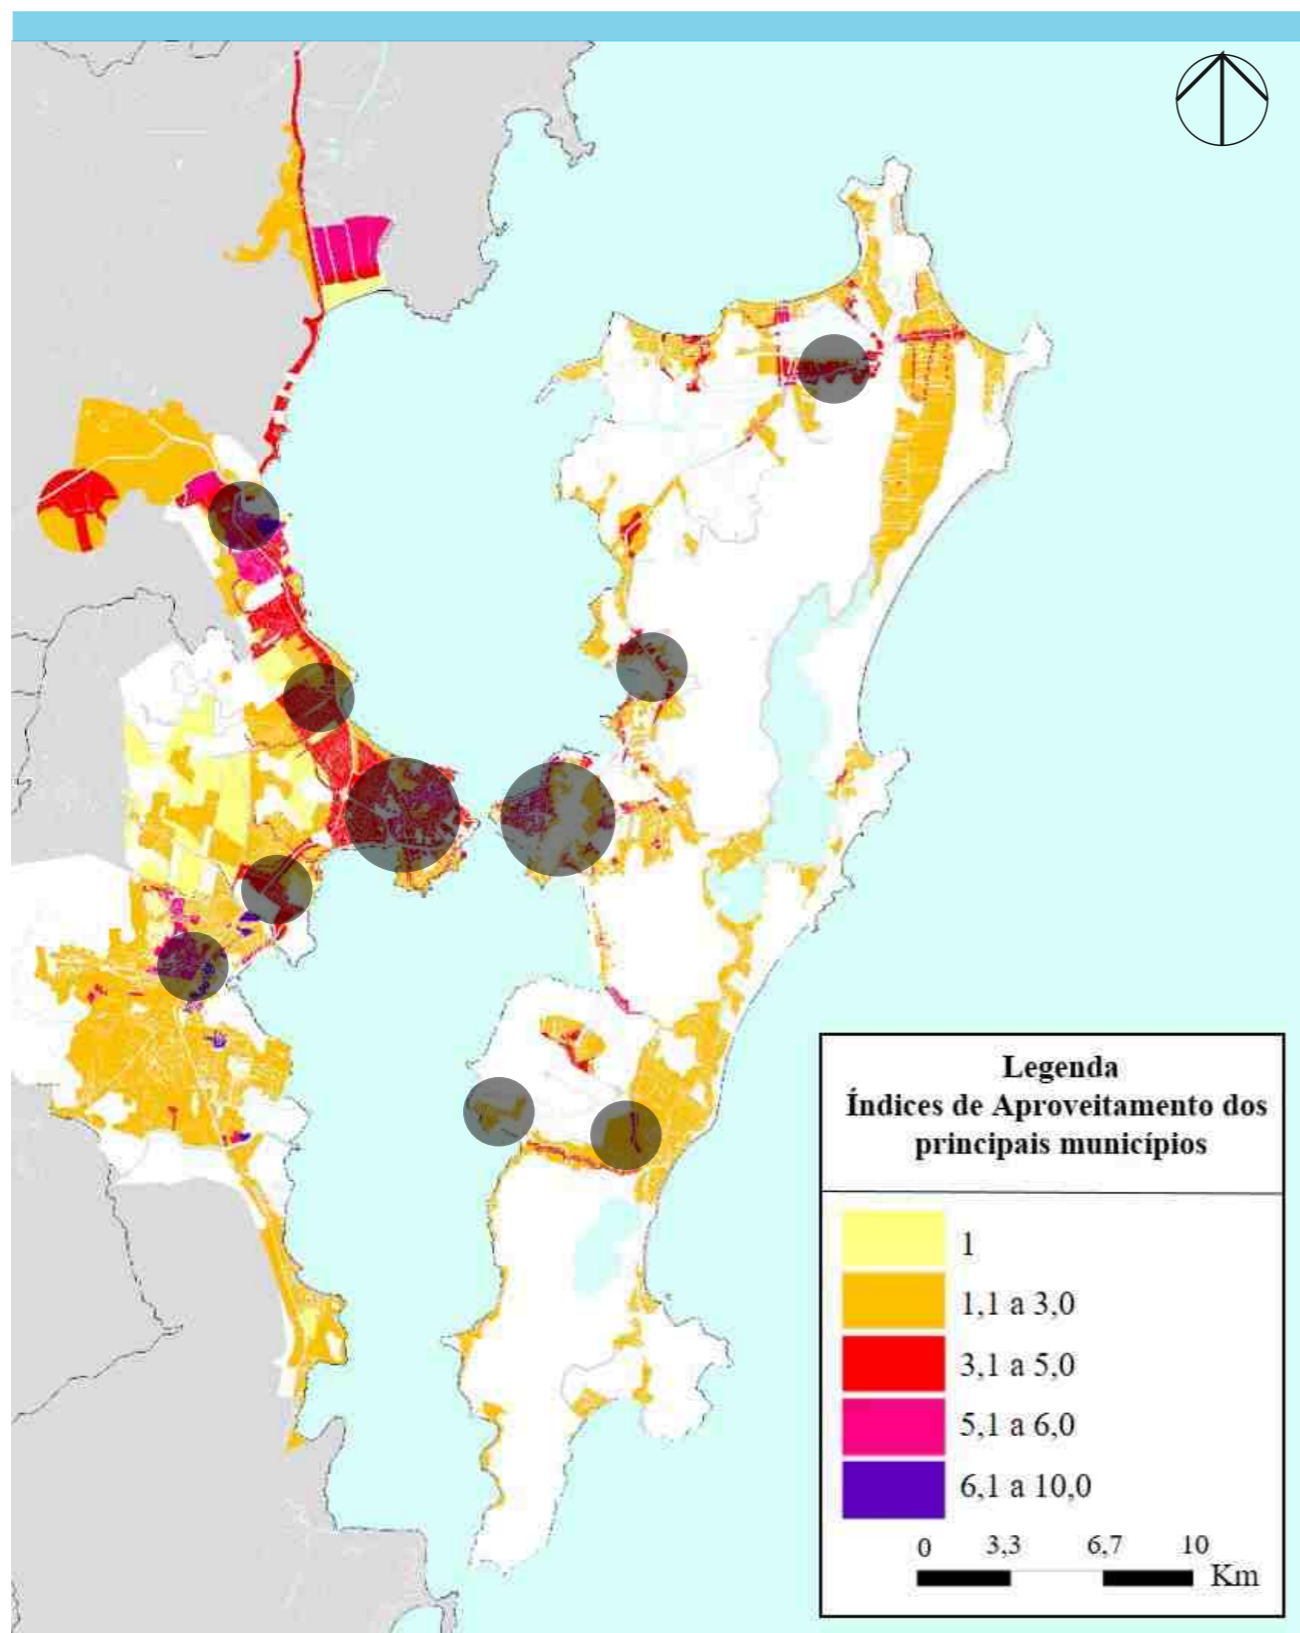 Legenda
Índices de Aproveitamento dos
principais municípios
1
1,1 a 3,0
3,1 a 5,0
5,1 a 6,0
6,1 a 10,0
0 3,3 6,7 10
Km